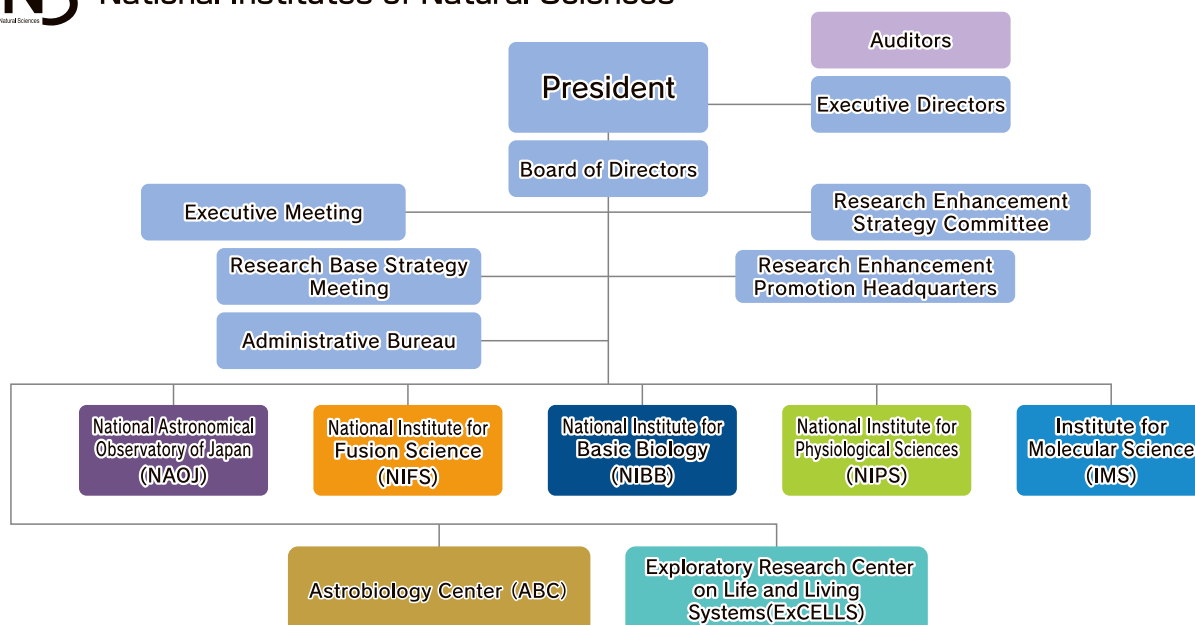 Natural Sciences
National Institutes of Natural Sciences
Auditors
President
Executive Directors
Board of Directors
Executive Meeting
Research Enhancement
Strategy Committee
Research Base Strategy
Meeting
Research Enhancement
Promotion Headquarters
Administrative Bureau
National Astronomical
Observatory of Japan
(NAOJ)
National Institute for
Fusion Science
(NIFS)
National Institute for
Basic Biology
(NIBB)
National Institute for
Physiological Sciences
(NIPS)
Institute for
Molecular Science
(IMS)
Astrobiology Center (ABC)
Exploratory Research Center
on Life and Living
Systems(ExCELLS)